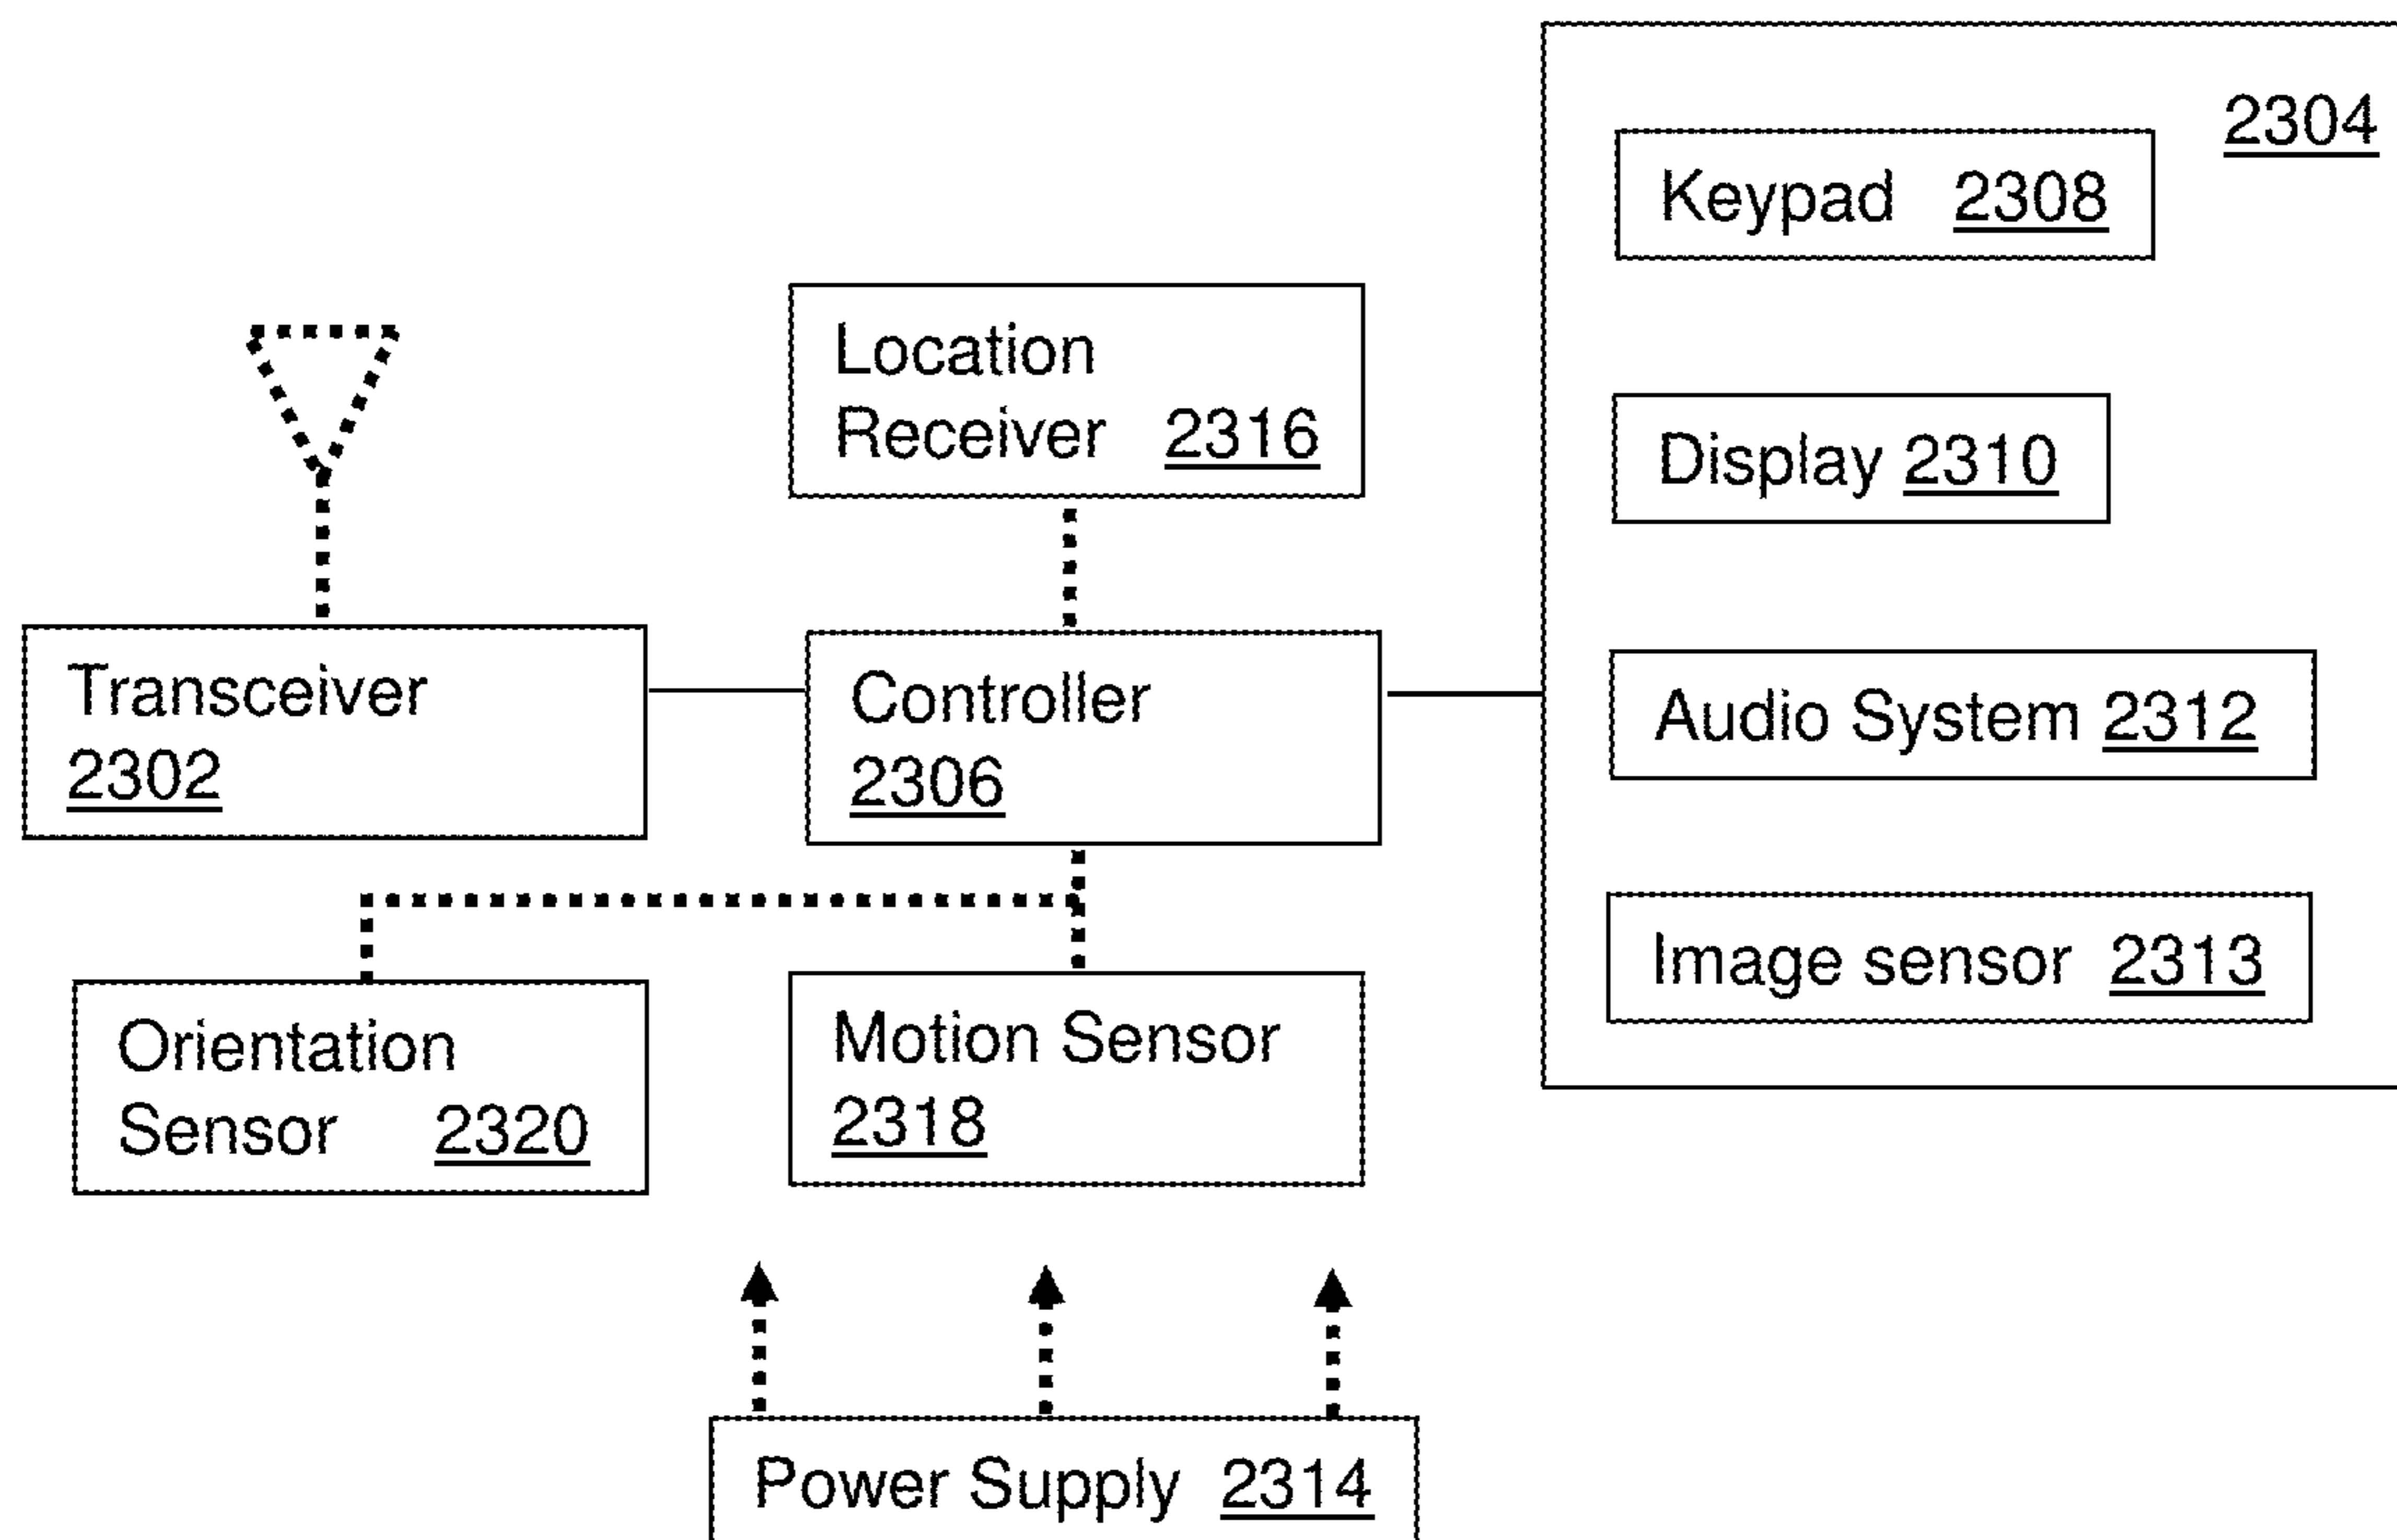 2304
Keypad 2308
Location
Receiver 2316
Display 2310
Transceiver
2302
Controller
2306
Audio System 2312
Image sensor 2313
Orientation
Sensor 2320
Motion Sensor
2318
Power Supply 2314